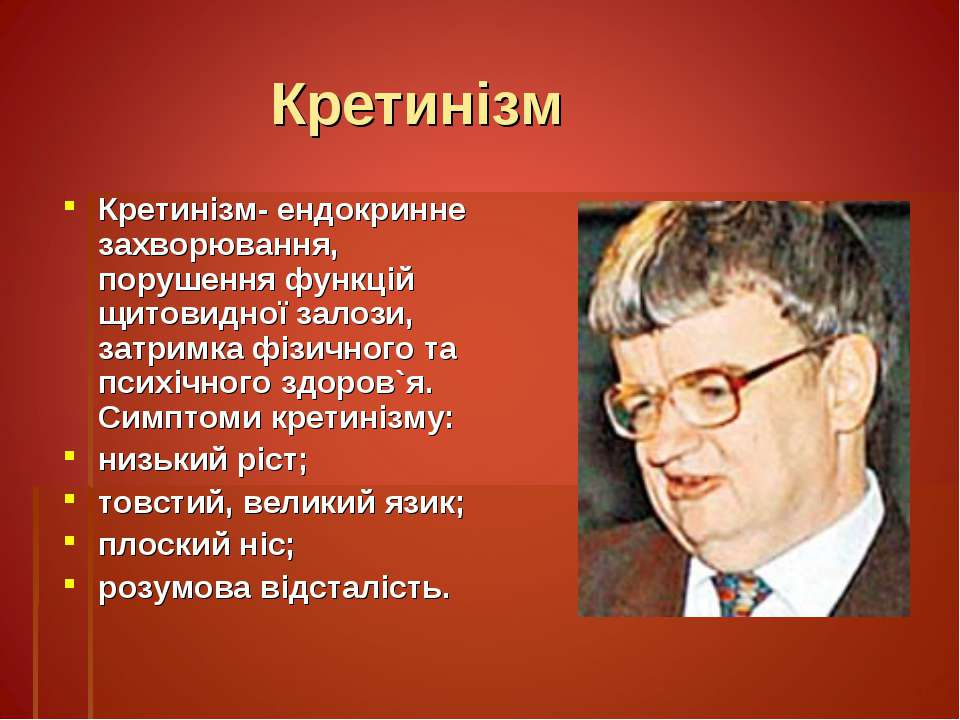 Кретинізм
Кретинізм- ендокринне
захворювання,
порушення функцій
щитовидної залози,
затримка фізичного та
психічного здоров`я.
Симптоми кретинізму:
низький ріст;
товстий, великий язик;
плоский ніс;
розумова відсталість.